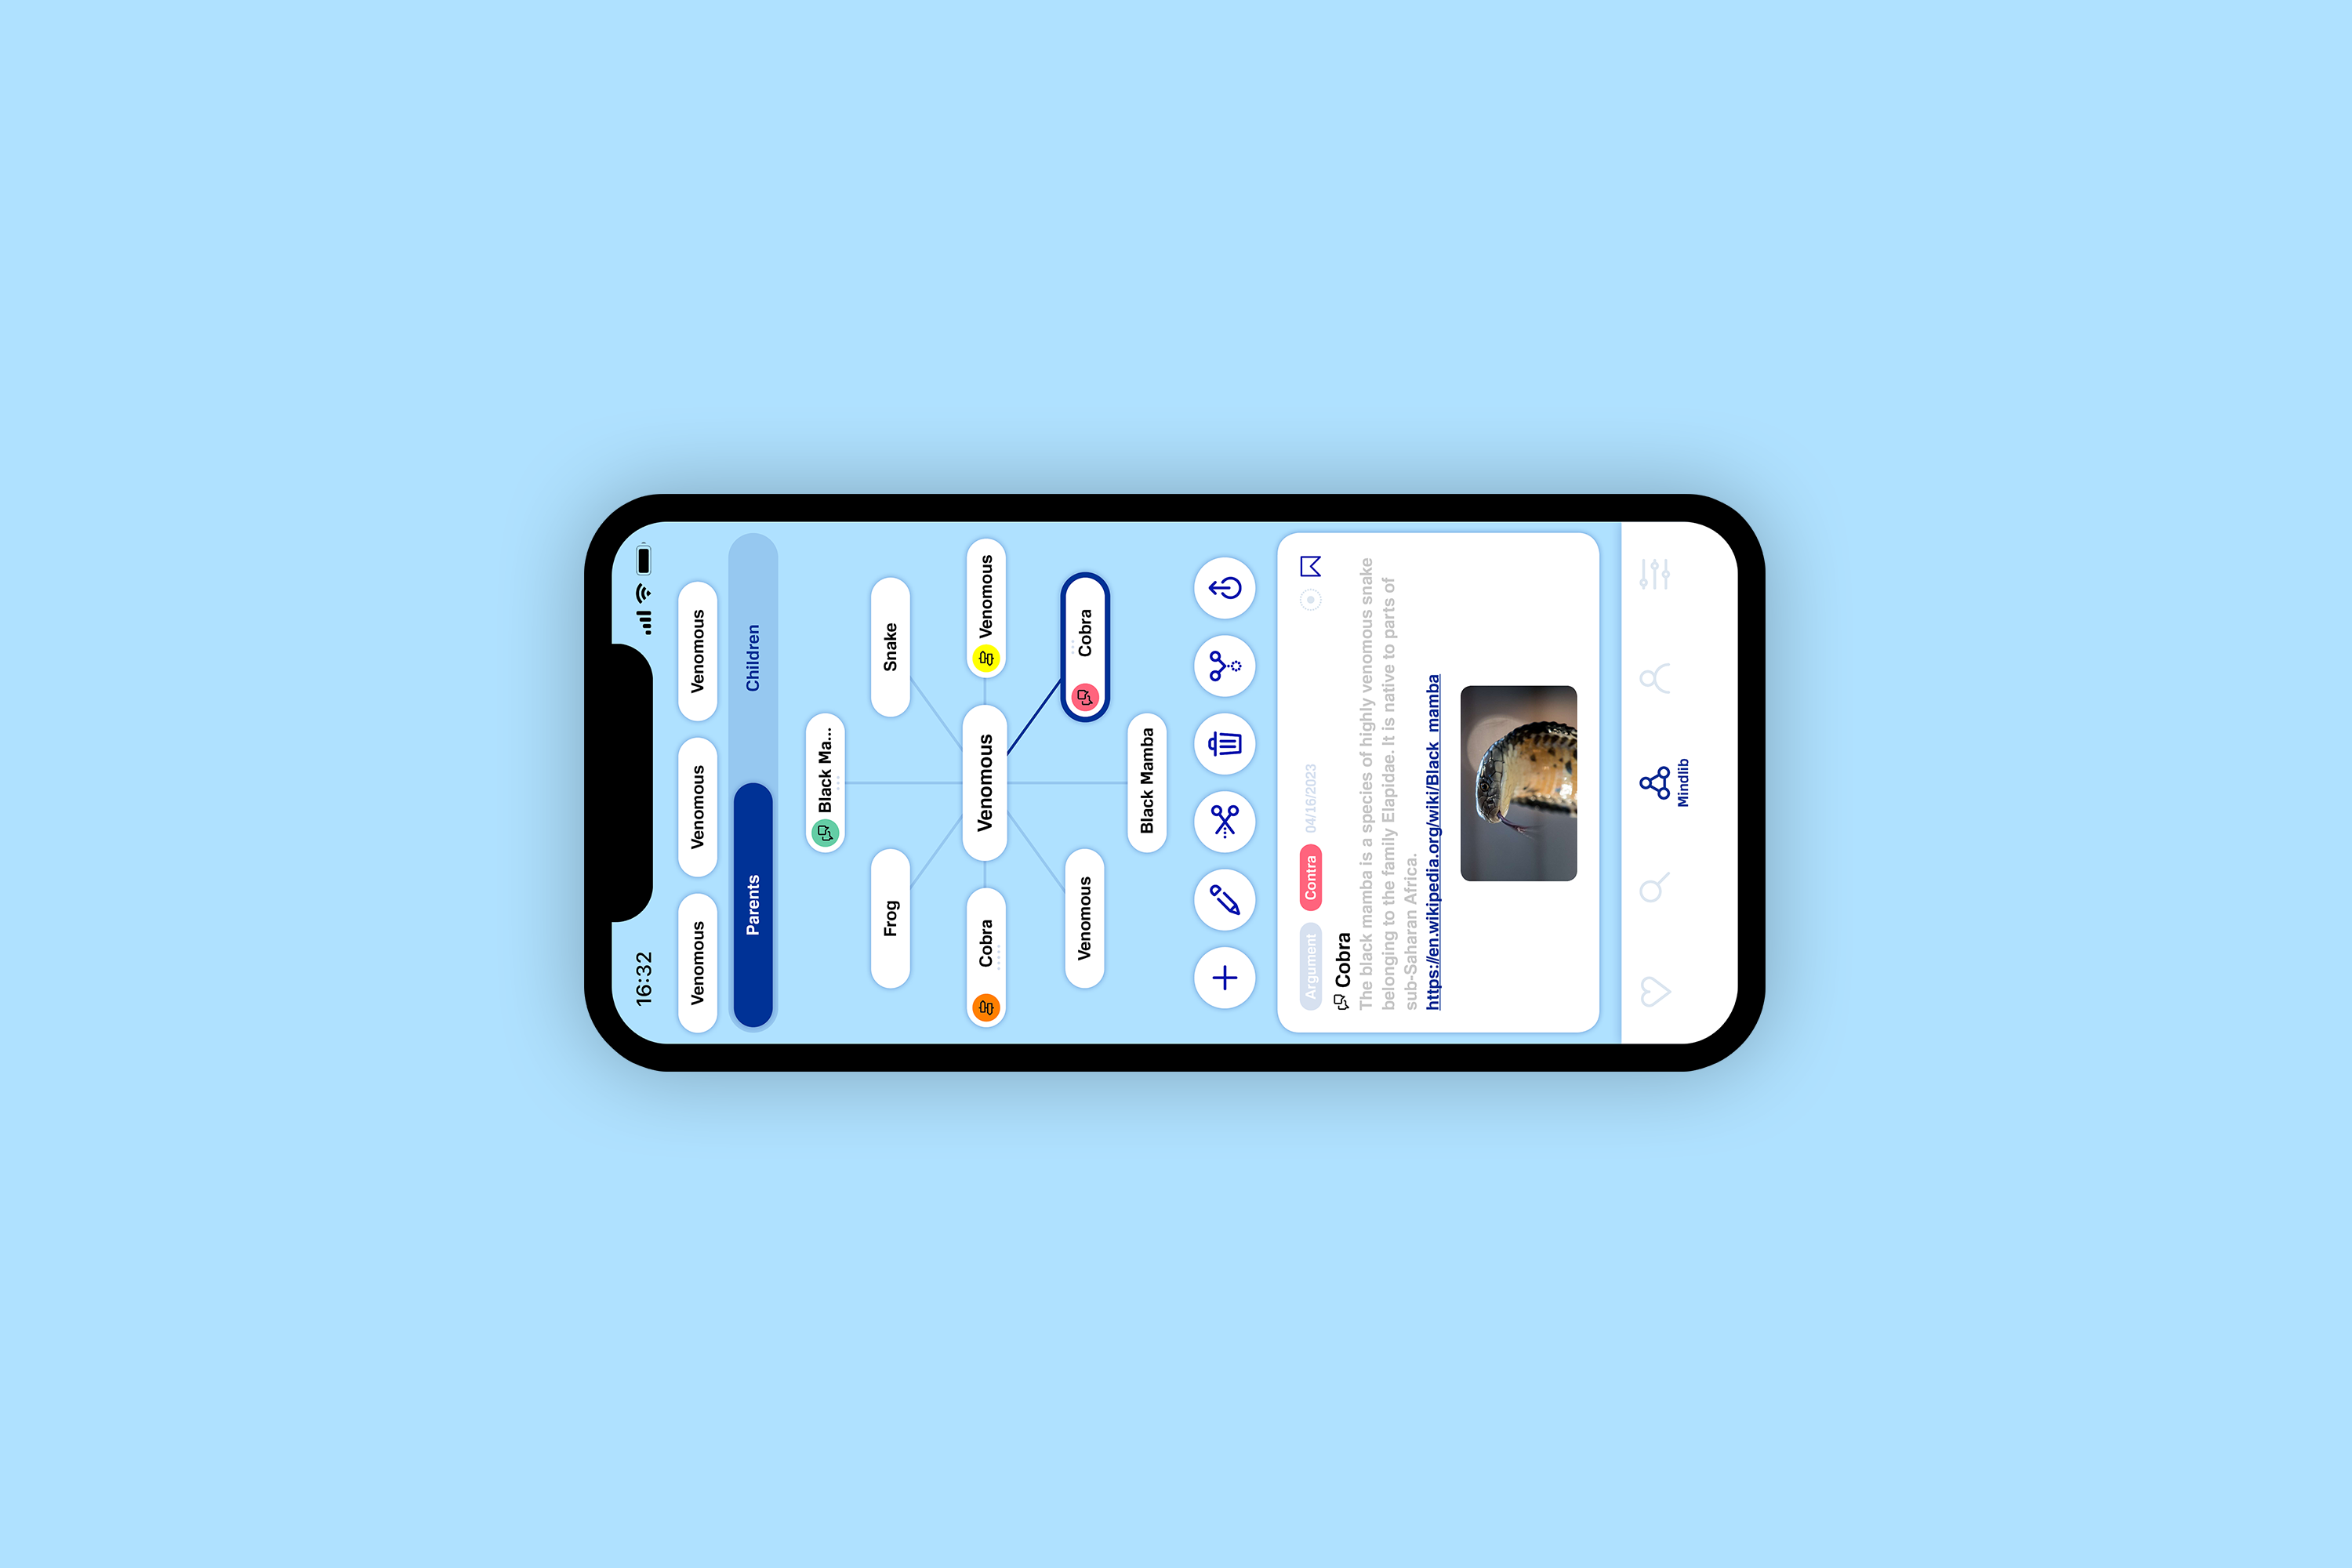 16:32
Venomous
Venomous
Venomous
Parents
Children
Black Ma...
Frog
Snake
Cobra
Venomous
Venomous
Venomous
Cobra
Black Mamba
Argument
Contra
04/16/2023
Cobra
The black mamba is a species of highly venomous snake
belonging to the family Elapidae. It is native to parts of
sub-Saharan Africa.
https://en.wikipedia.org/wiki/Black_mamba
Mindlib